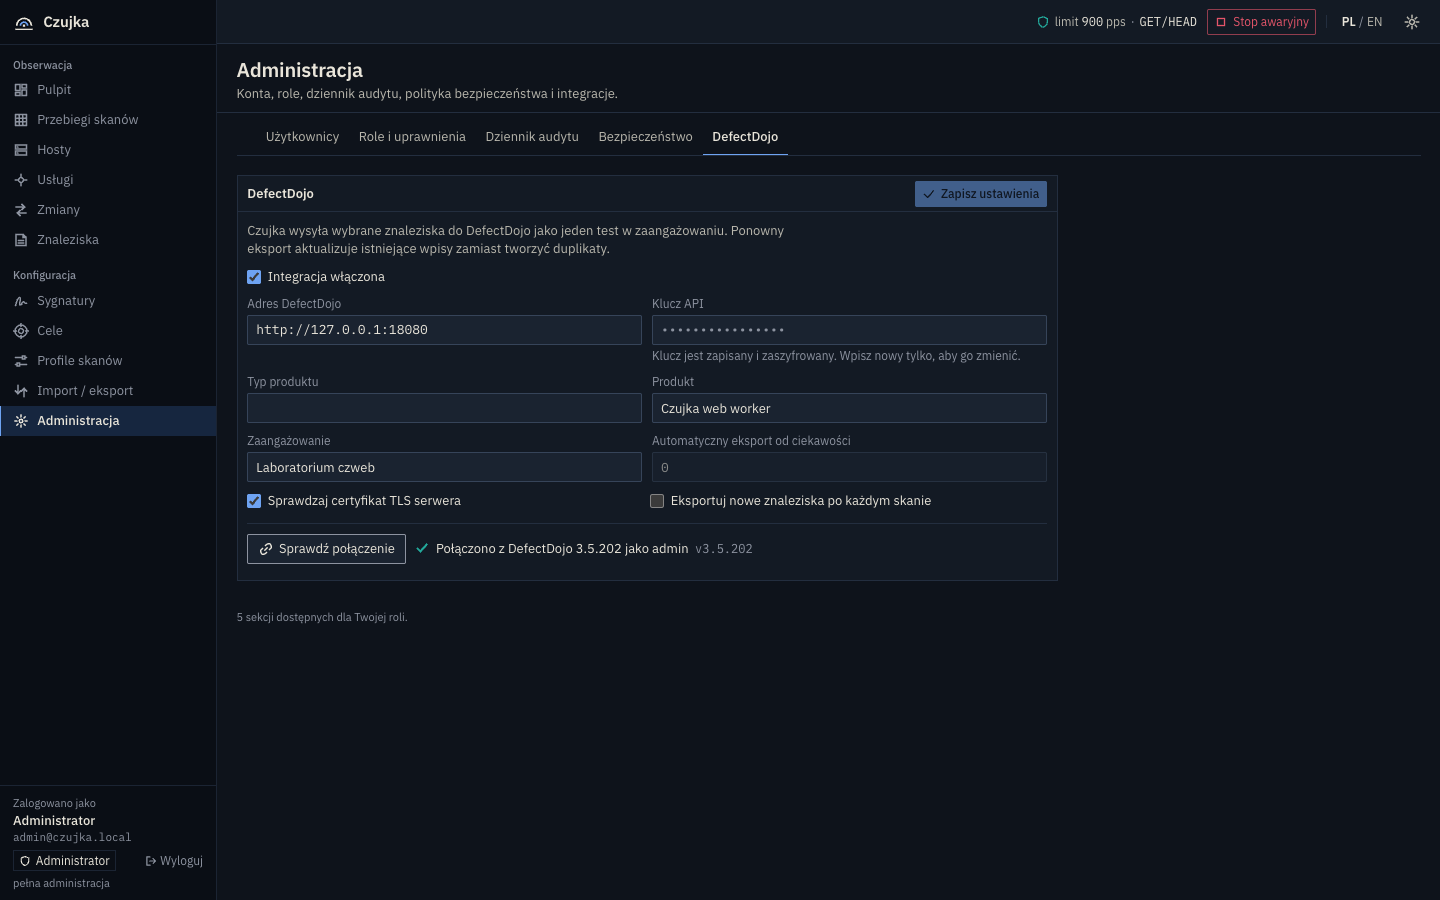 Czujka
limit 900 pps · GET/HEAD
Stop awaryjny
PL / EN
Obserwacja
Pulpit
Przebiegi skanów
Hosty
Usługi
Zmiany
Znaleziska
Konfiguracja
Sygnatury
Cele
Profile skanów
Import / eksport
Administracja
Zalogowano jako
Administrator
admin@czujka.local
Administrator
Wyloguj
pełna administracja
Administracja
Konta, role, dziennik audytu, polityka bezpieczeństwa i integracje.
Użytkownicy
Role i uprawnienia
Dziennik audytu
Bezpieczeństwo
DefectDojo
DefectDojo
Zapisz ustawienia
Czujka wysyła wybrane znaleziska do DefectDojo jako jeden test w zaangażowaniu. Ponowny
eksport aktualizuje istniejące wpisy zamiast tworzyć duplikaty.
Integracja włączona
Adres DefectDojo
http://127.0.0.1:18080
Klucz API
••••••••••••••••
Klucz jest zapisany i zaszyfrowany. Wpisz nowy tylko, aby go zmienić.
Typ produktu
Produkt
Czujka web worker
Zaangażowanie
Laboratorium czweb
Automatyczny eksport od ciekawości
0
Sprawdzaj certyfikat TLS serwera
Eksportuj nowe znaleziska po każdym skanie
Sprawdź połączenie
Połączono z DefectDojo 3.5.202 jako admin v3.5.202
5 sekcji dostępnych dla Twojej roli.